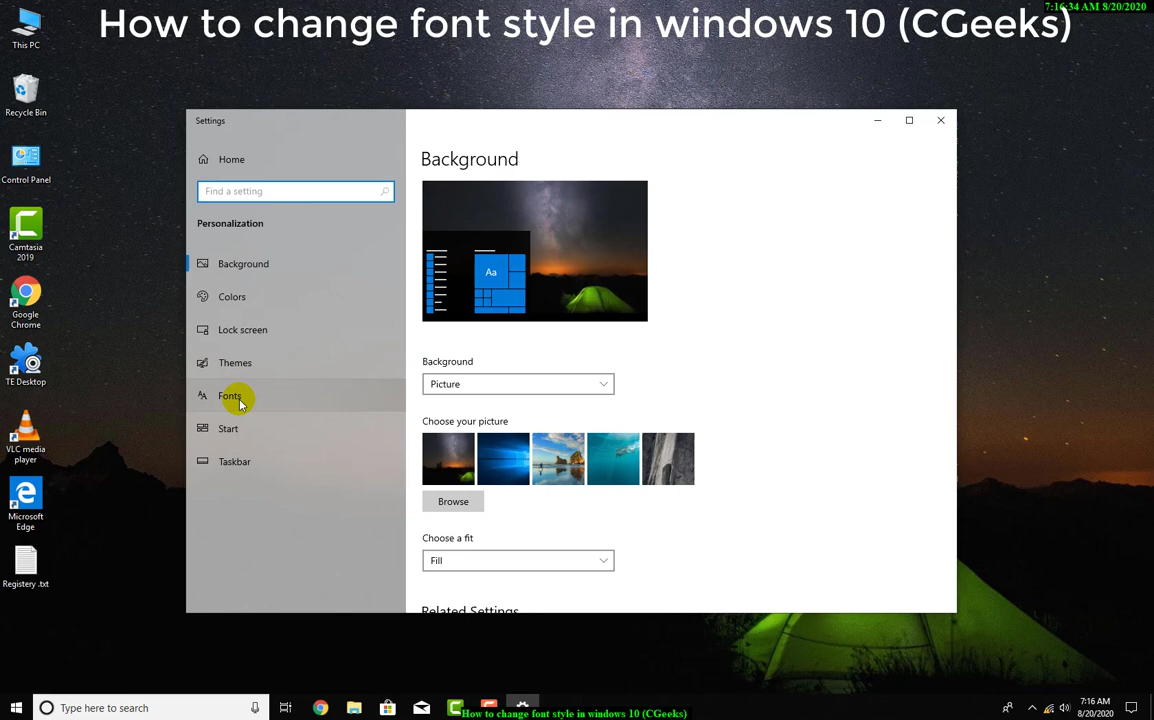 7:16:34 AM 8/20/2020
How to change font style in windows 10 (CGeeks)
This PC
Recycle Bin
Control Panel
Camtasia
2019
Google
Chrome
TE Desktop
VLC media
player
Microsoft
Edge
Registery .txt
Settings
Home
Find a setting
Personalization
Background
Colors
Lock screen
Themes
Fonts
Start
Taskbar
Background
Aa
Background
Picture
Choose your picture
Browse
Choose a fit
Fill
Related Settings
Type here to search
How to change font style in windows 10 (CGeeks)
7:16 AM
8/20/2020